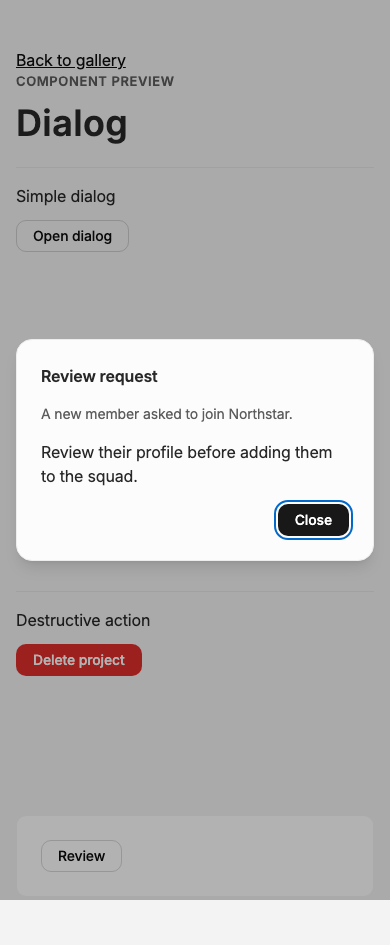 Back to gallery
COMPONENT PREVIEW
Dialog
Simple dialog
Open dialog
Review request
A new member asked to join Northstar.
Review their profile before adding them
to the squad.
Close
Destructive action
Delete project
Review